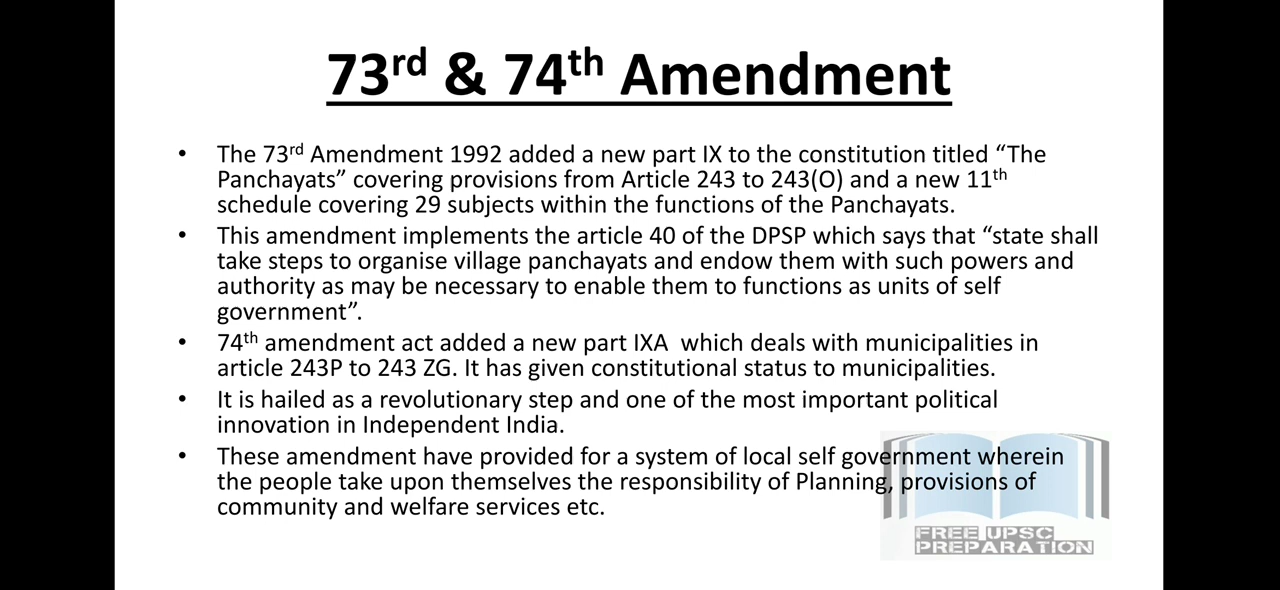 73rd & 74th Amendment
• The 73rd Amendment 1992 added a new part IX to the constitution titled “The
Panchayats” covering provisions from Article 243 to 243(O) and a new 11th
schedule covering 29 subjects within the functions of the Panchayats.
• This amendment implements the article 40 of the DPSP which says that “state shall
take steps to organise village panchayats and endow them with such powers and
authority as may be necessary to enable them to functions as units of self
government”.
• 74th amendment act added a new part IXA which deals with municipalities in
article 243P to 243 ZG. It has given constitutional status to municipalities.
• It is hailed as a revolutionary step and one of the most important political
innovation in Independent India.
• These amendment have provided for a system of local self government wherein
the people take upon themselves the responsibility of Planning, provisions of
community and welfare services etc.
FREE UPSC
PREPARATION